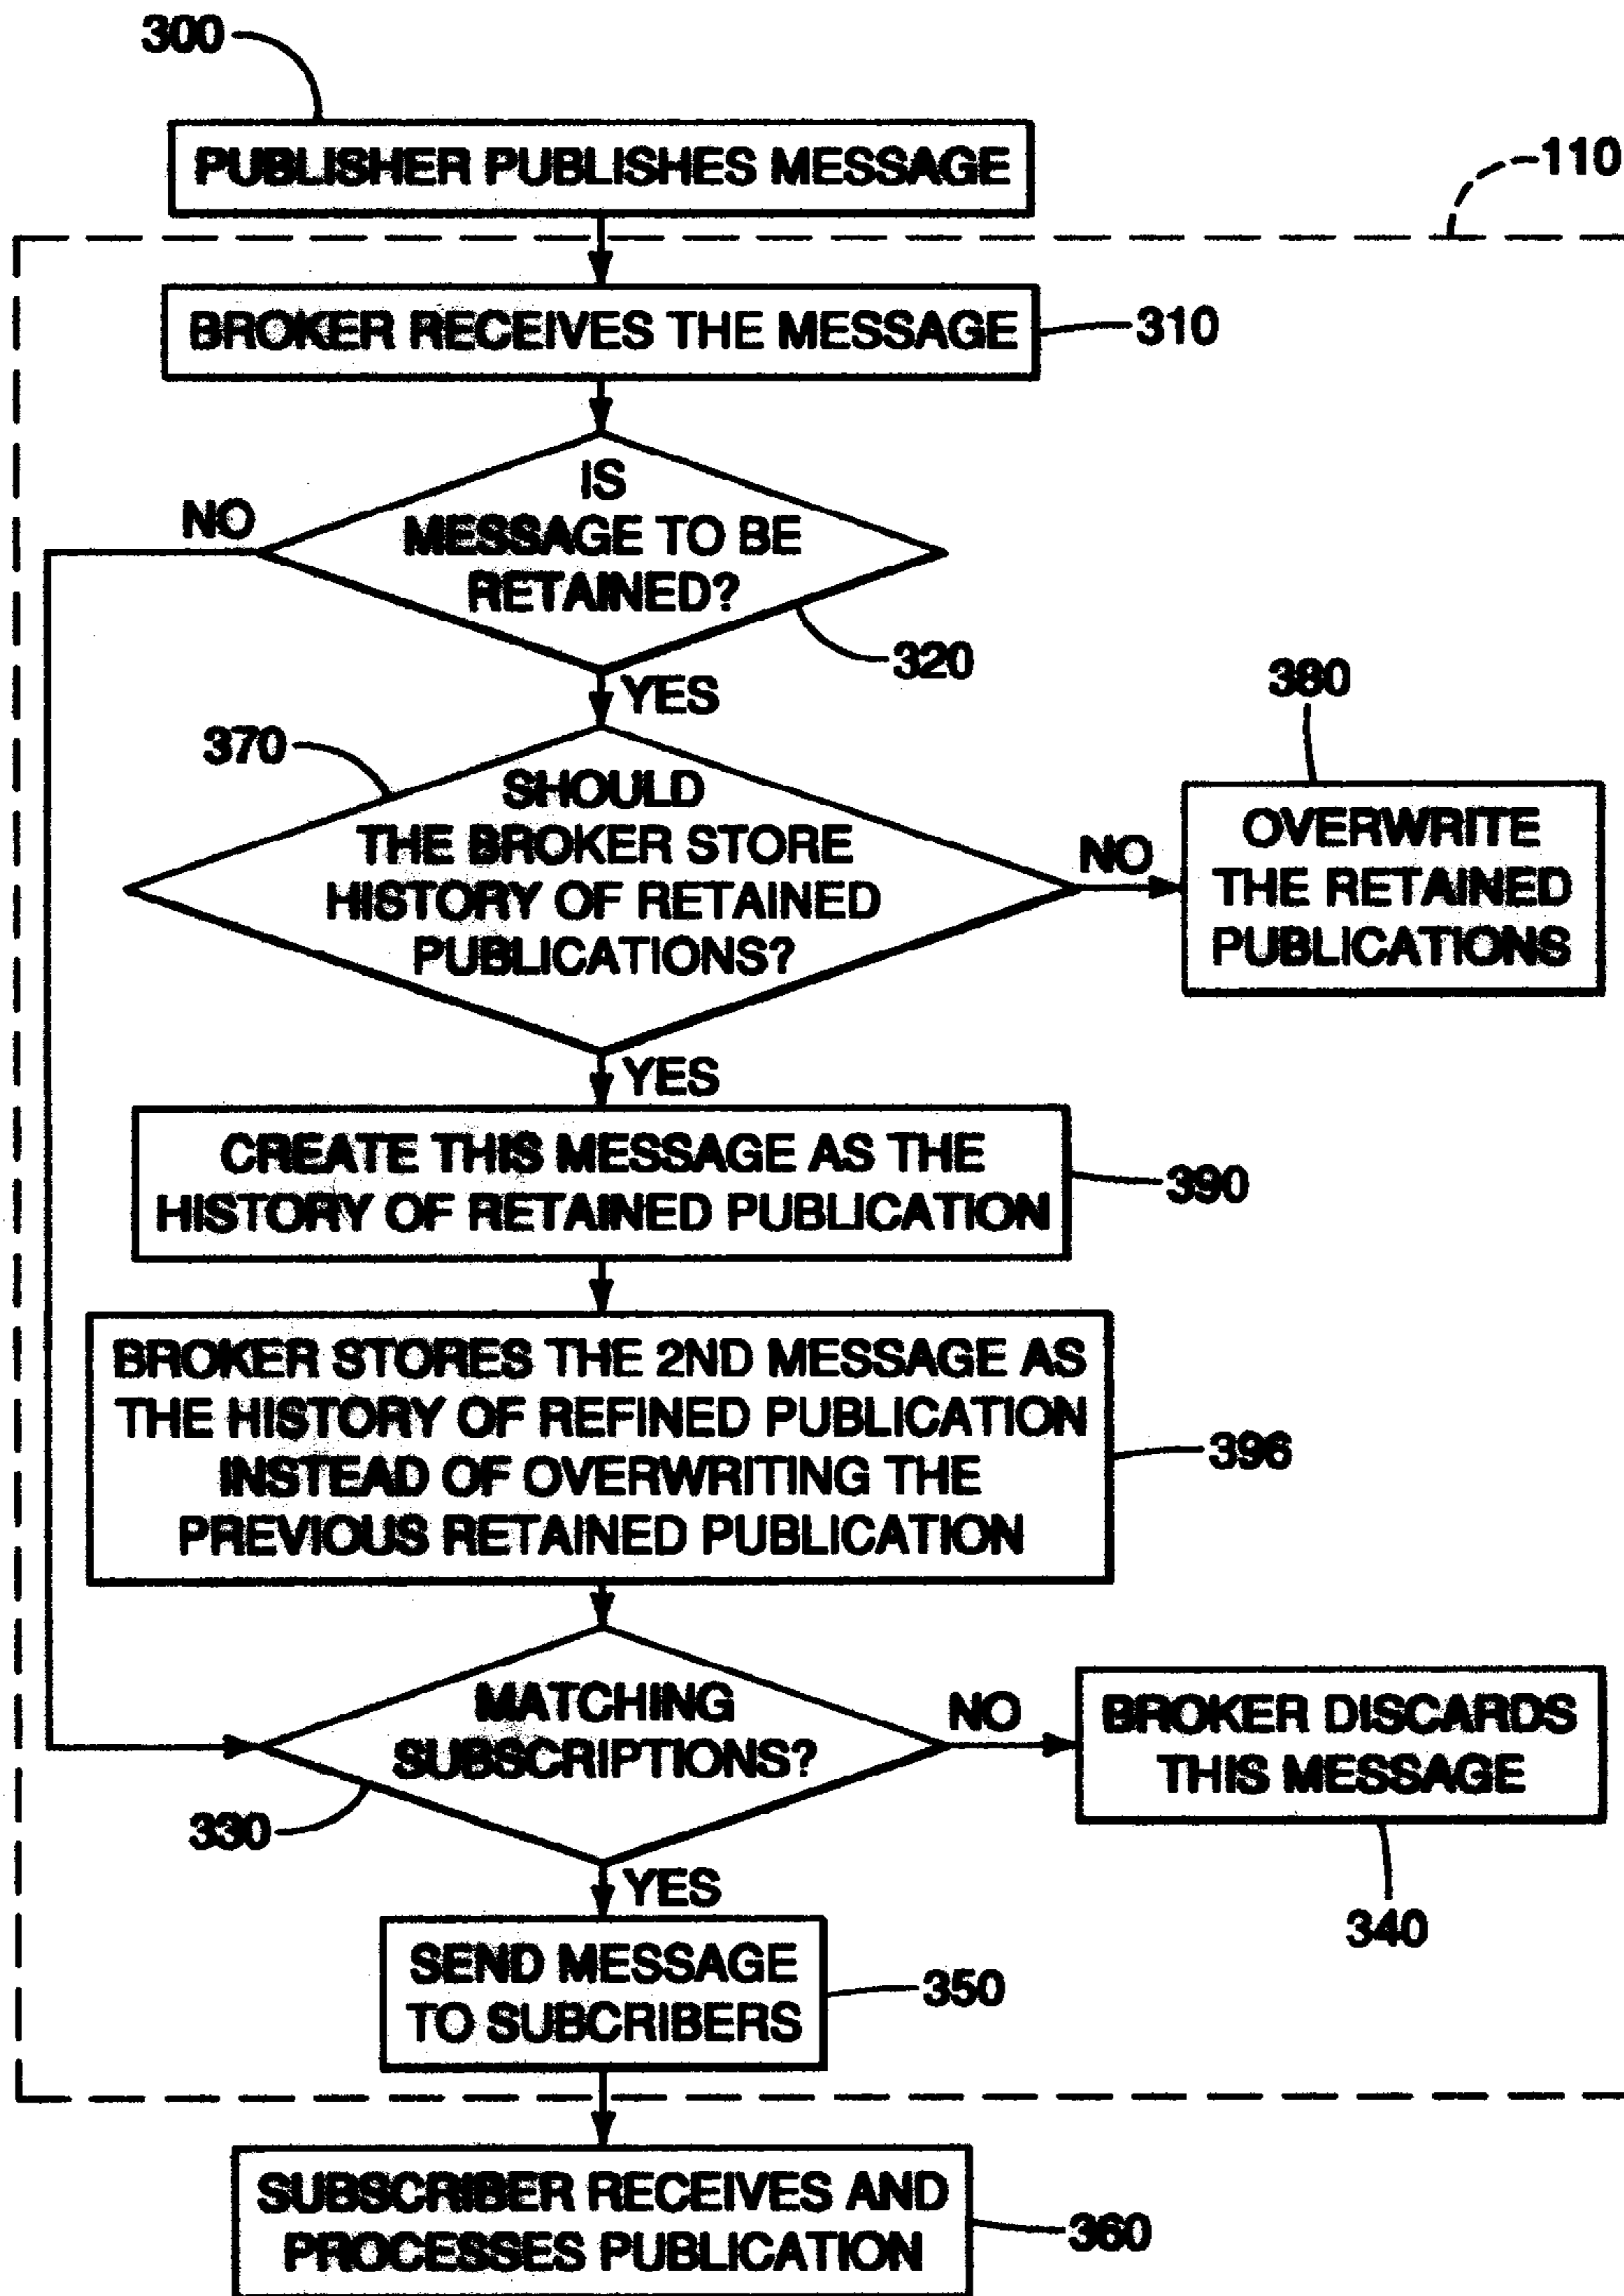 300
PUBLISHER PUBLISHES MESSAGE
110
BROKER RECEIVES THE MESSAGE
310
IS
MESSAGE TO BE
RETAINED?
NO
320
YES
380
370
SHOULD
THE BROKER STORE
HISTORY OF RETAINED
PUBLICATIONS?
NO
OVERWRITE
THE RETAINED
PUBLICATIONS
YES
CREATE THIS MESSAGE AS THE
HISTORY OF RETAINED PUBLICATION
390
BROKER STORES THE 2ND MESSAGE AS
THE HISTORY OF REFINED PUBLICATION
INSTEAD OF OVERWRITING THE
PREVIOUS RETAINED PUBLICATION
396
MATCHING
SUBSCRIPTIONS?
NO
BROKER DISCARDS
THIS MESSAGE
330
340
YES
SEND MESSAGE
TO SUBCRIBERS
350
SUBSCRIBER RECEIVES AND
PROCESSES PUBLICATION
360